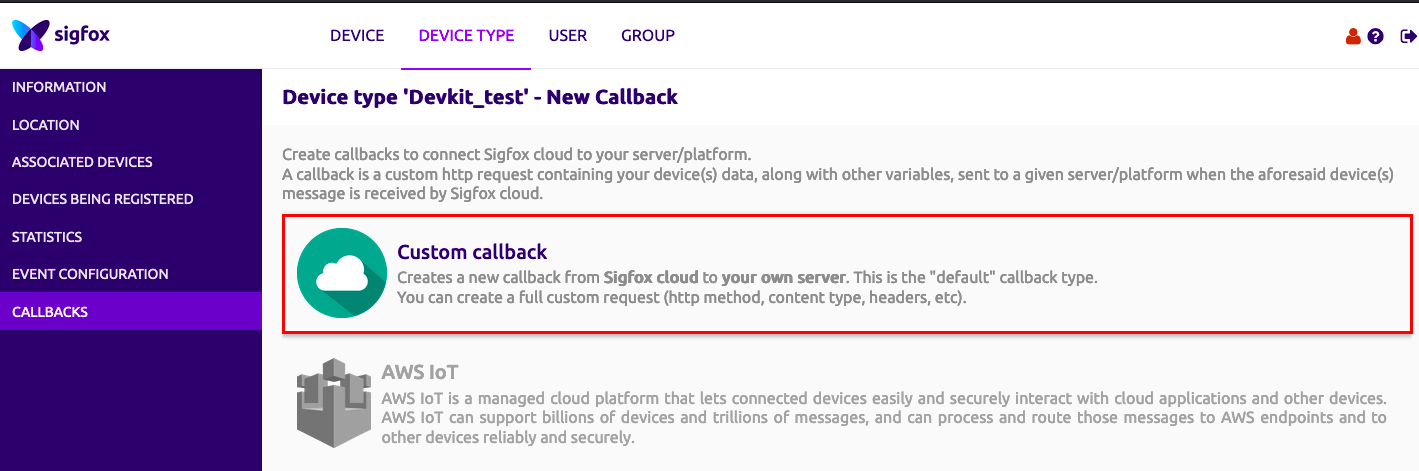 sigfox
DEVICE
DEVICE TYPE
USER
GROUP
INFORMATION
LOCATION
ASSOCIATED DEVICES
DEVICES BEING REGISTERED
STATISTICS
EVENT CONFIGURATION
CALLBACKS
Device type 'Devkit_test' - New Callback
Create callbacks to connect Sigfox cloud to your server/platform.
A callback is a custom http request containing your device(s) data, along with other variables, sent to a given server/platform when the aforesaid device(s)
message is received by Sigfox cloud.
Custom callback
Creates a new callback from Sigfox cloud to your own server. This is the "default" callback type.
You can create a full custom request (http method, content type, headers, etc).
AWS IoT
AWS IoT is a managed cloud platform that lets connected devices easily and securely interact with cloud applications and other devices.
AWS IoT can support billions of devices and trillions of messages, and can process and route those messages to AWS endpoints and to
other devices reliably and securely.